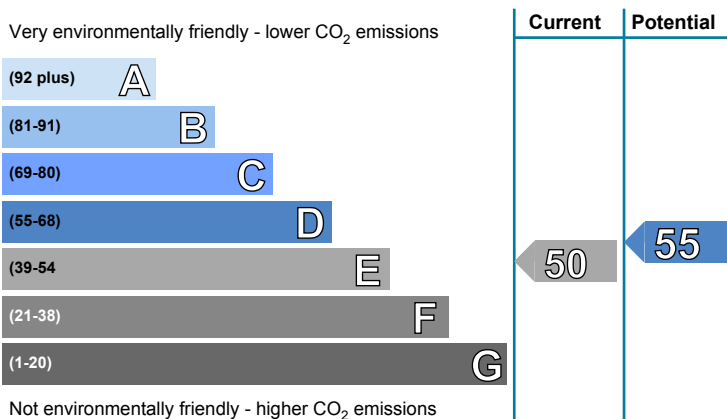 Current Potential
Very environmentally friendly - lower CO2 emissions
(92 plus) A
(81-91) B
(69-80) C
(55-68) D
(39-54 E
50
55
(21-38) F
(1-20) G
Not environmentally friendly - higher CO2 emissions